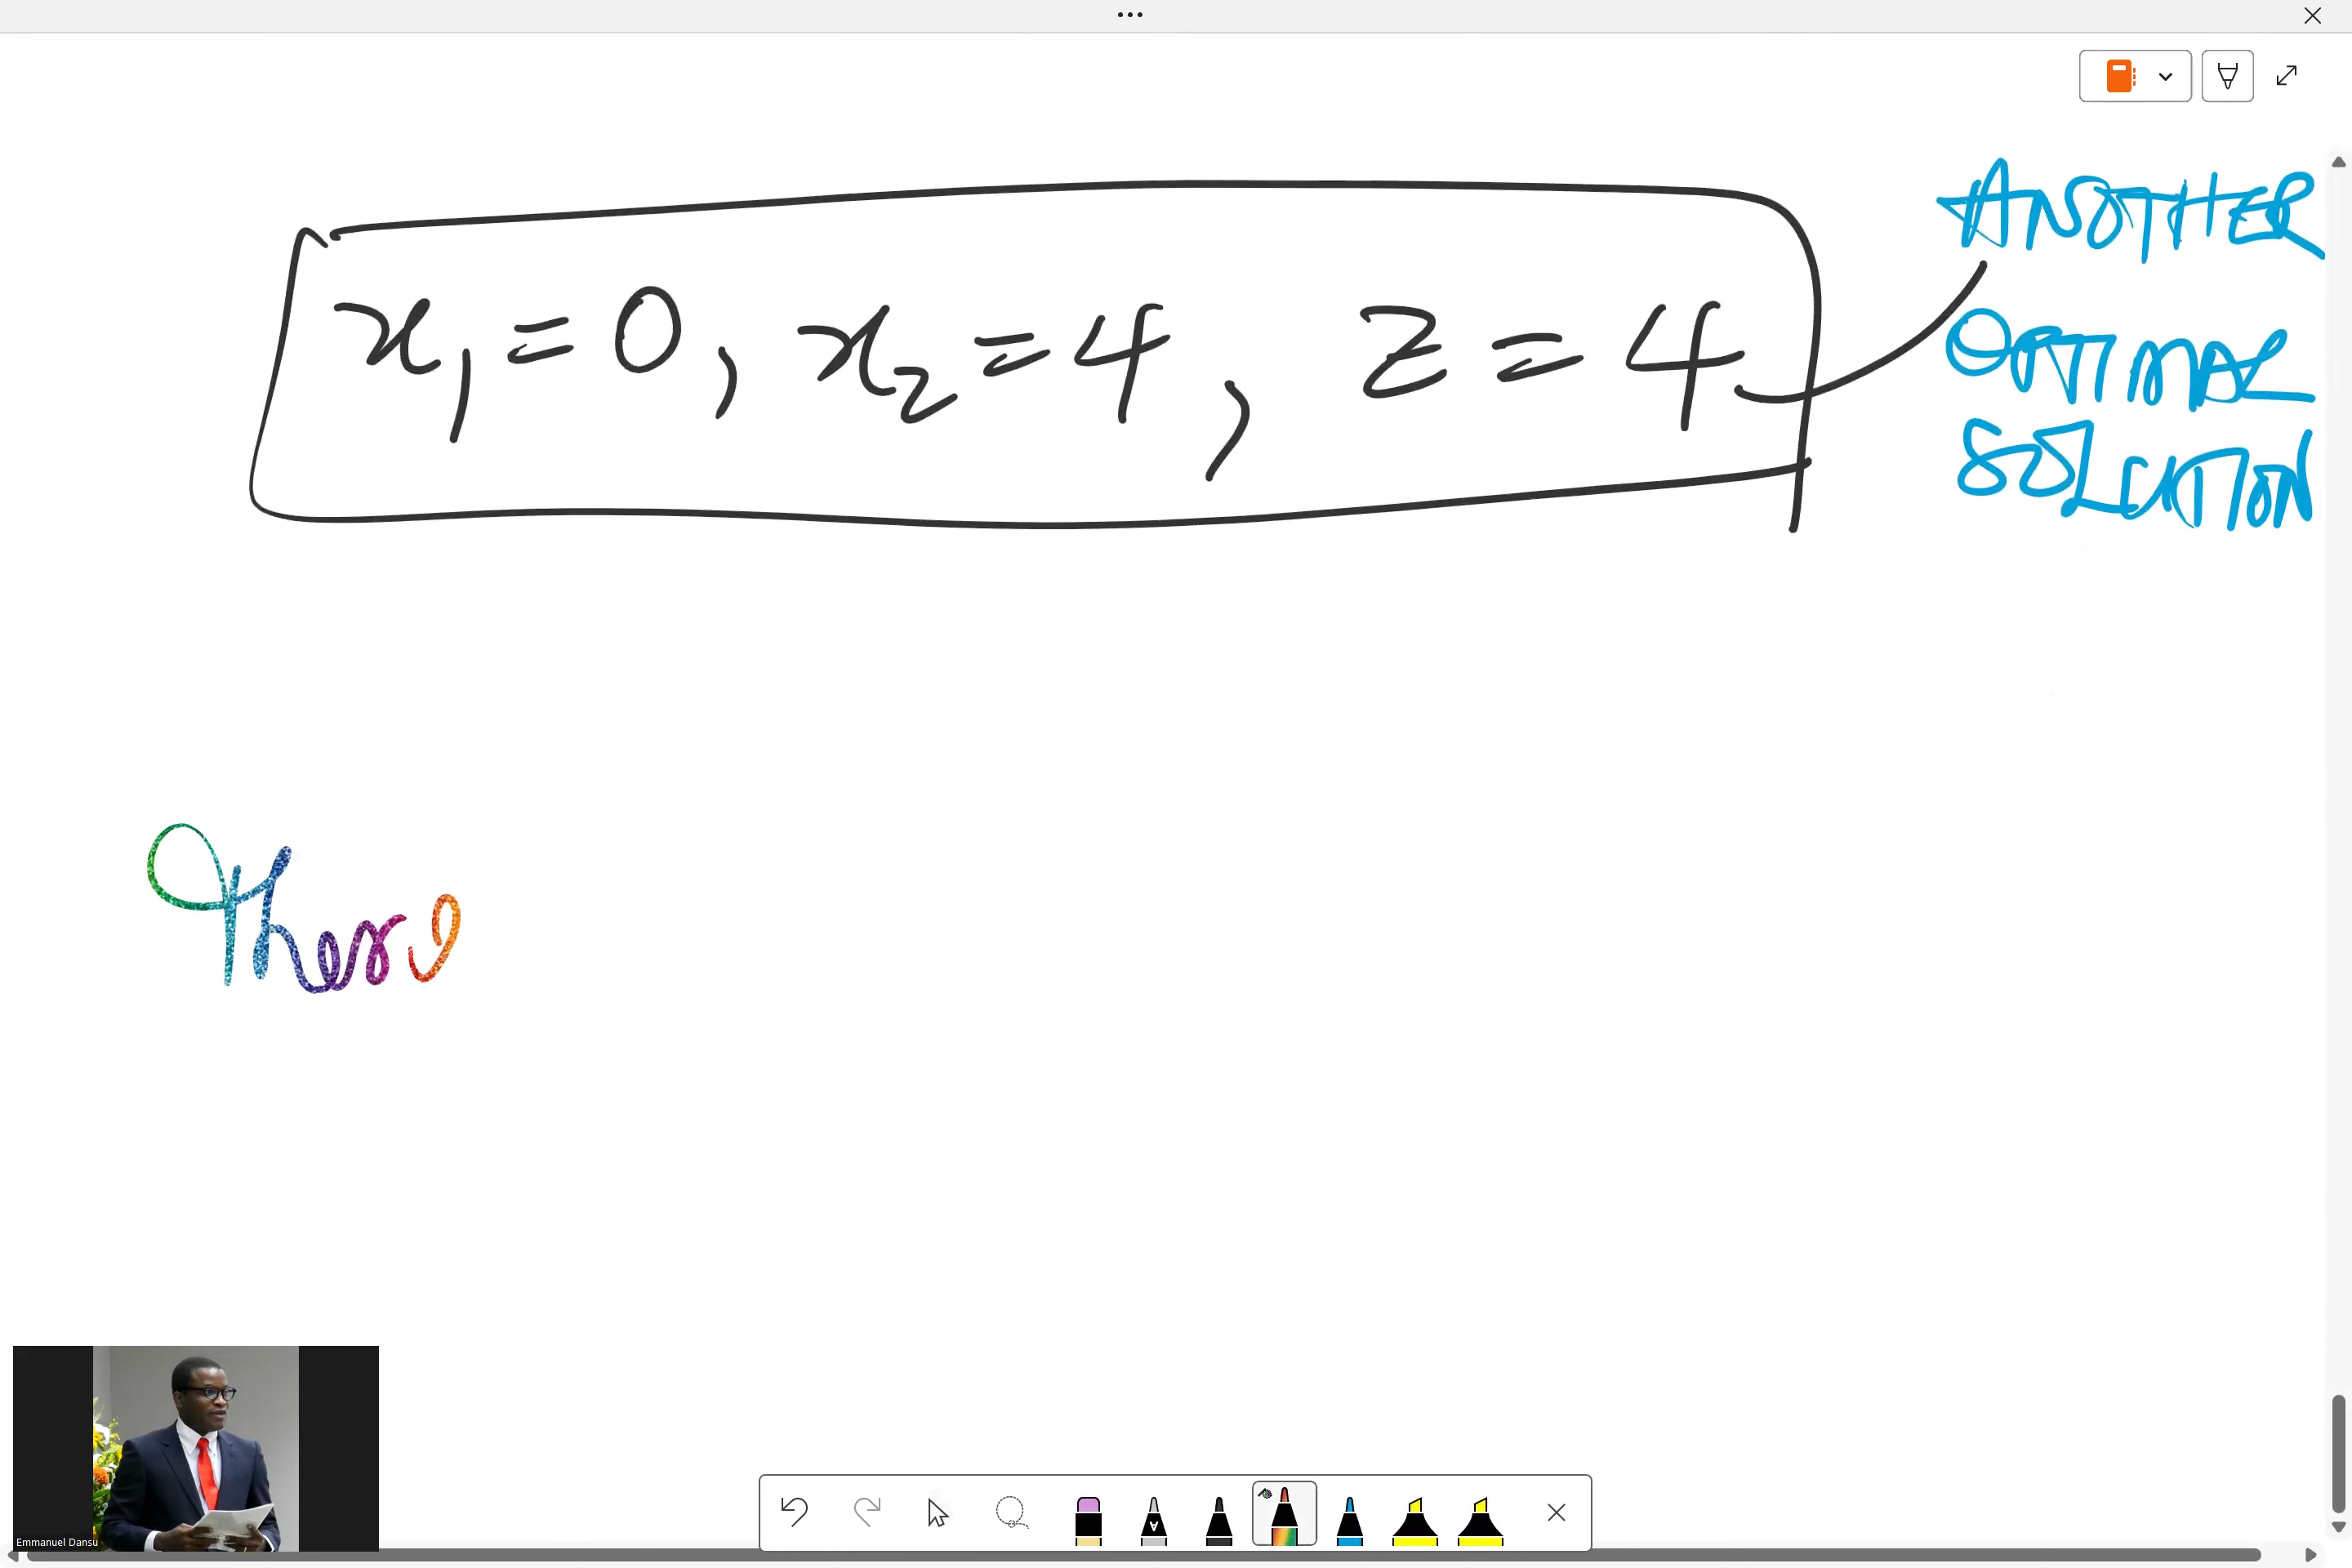 ANOTHER
x₁ = 0, x₂ = 4, z = 4
OPTIMAL
SOLUTION
There
Emmanuel Dansu